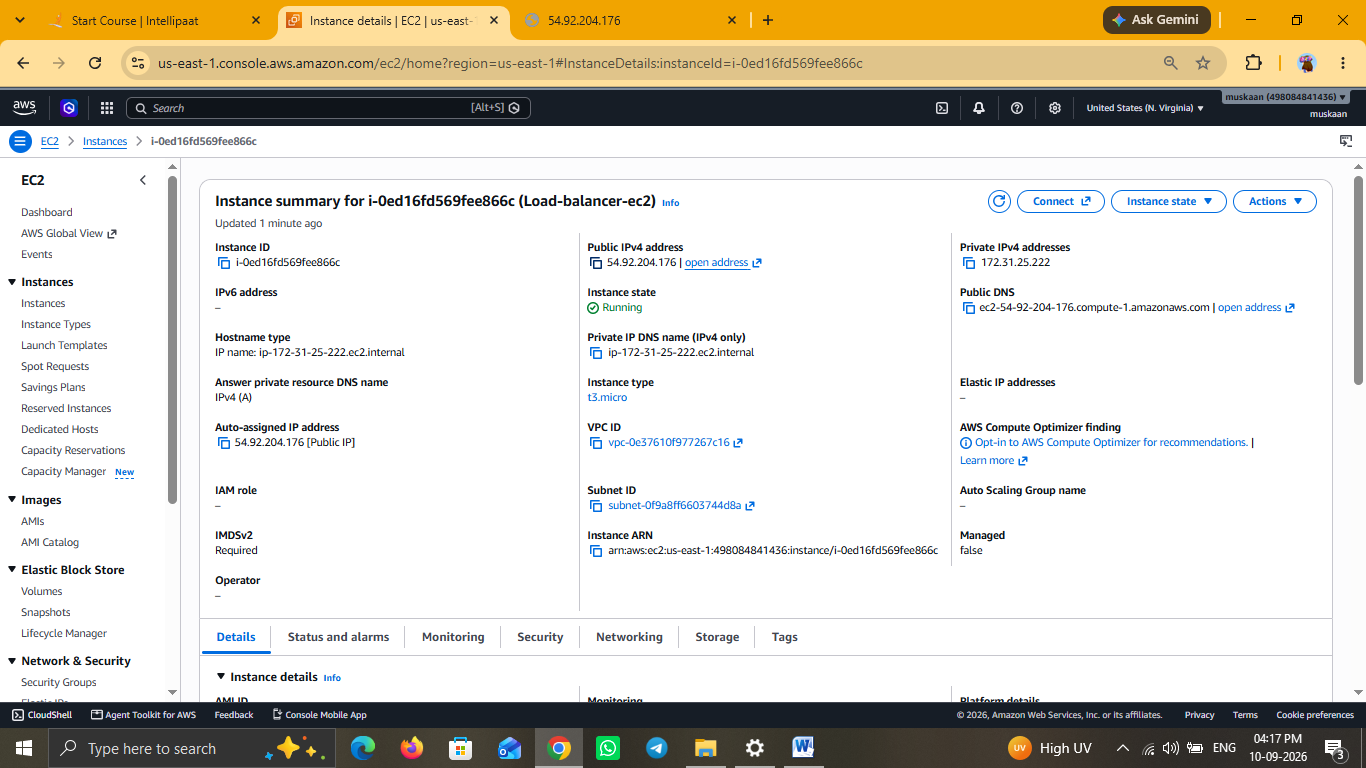 Start Course | Intellipaat
Instance details | EC2 | us-east-1
54.92.204.176
Ask Gemini
us-east-1.console.aws.amazon.com/ec2/home?region=us-east-1#InstanceDetails:instanceId=i-0ed16fd569fee866c
aws
Search
[Alt+S]
United States (N. Virginia)
muskaan (498084841436)
muskaan
EC2
Instances
i-0ed16fd569fee866c
EC2
Dashboard
AWS Global View
Events
Instances
Instances
Instance Types
Launch Templates
Spot Requests
Savings Plans
Reserved Instances
Dedicated Hosts
Capacity Reservations
Capacity Manager New
Images
AMIs
AMI Catalog
Elastic Block Store
Volumes
Snapshots
Lifecycle Manager
Network & Security
Security Groups
Elastic IPs
Instance summary for i-0ed16fd569fee866c (Load-balancer-ec2) Info
Updated 1 minute ago
Connect
Instance state
Actions
Instance ID
i-0ed16fd569fee866c
Public IPv4 address
54.92.204.176 | open address
Private IPv4 addresses
172.31.25.222
IPv6 address
–
Instance state
Running
Public DNS
ec2-54-92-204-176.compute-1.amazonaws.com | open address
Hostname type
IP name: ip-172-31-25-222.ec2.internal
Private IP DNS name (IPv4 only)
ip-172-31-25-222.ec2.internal
Answer private resource DNS name
IPv4 (A)
Instance type
t3.micro
Elastic IP addresses
–
Auto-assigned IP address
54.92.204.176 [Public IP]
VPC ID
vpc-0e37610f977267c16
AWS Compute Optimizer finding
Opt-in to AWS Compute Optimizer for recommendations. |
Learn more
IAM role
–
Subnet ID
subnet-0f9a8ff6603744d8a
Auto Scaling Group name
–
IMDSv2
Required
Instance ARN
arn:aws:ec2:us-east-1:498084841436:instance/i-0ed16fd569fee866c
Managed
false
Operator
–
Details
Status and alarms
Monitoring
Security
Networking
Storage
Tags
Instance details Info
AMI ID
Monitoring
Platform details
CloudShell
Agent Toolkit for AWS
Feedback
Console Mobile App
© 2026, Amazon Web Services, Inc. or its affiliates.
Privacy
Terms
Cookie preferences
Type here to search
UV
High UV
ENG
04:17 PM
10-09-2026
3